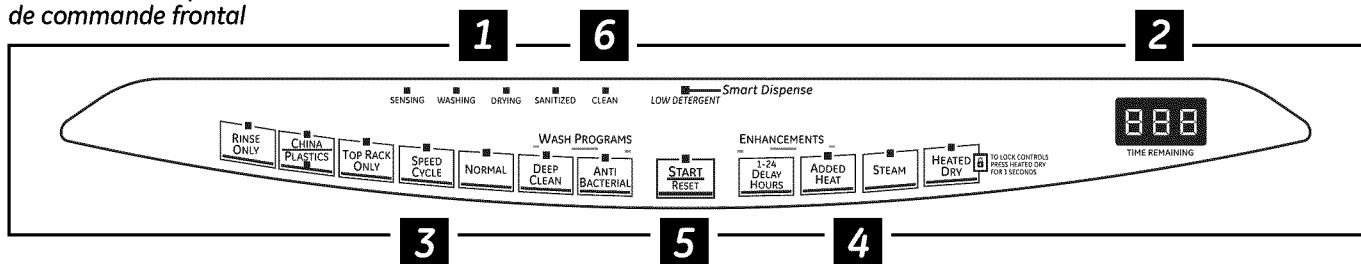 de commande frontal
1
6
2
SENSING
WASHING
DRYING
SANITIZED
CLEAN
LOW DETERGENT
Smart Dispense
888
TIME REMAINING
WASH PROGRAMS
ENHANCEMENTS
RINSE
ONLY
CHINA
PLASTICS
TOP RACK
ONLY
SPEED
CYCLE
NORMAL
DEEP
CLEAN
ANTI
BACTERIAL
START
RESET
1-24
DELAY
HOURS
ADDED
HEAT
STEAM
HEATED
DRY
TO LOCK CONTROLS
PRESS HEATED DRY
FOR 3 SECONDS
3
5
4